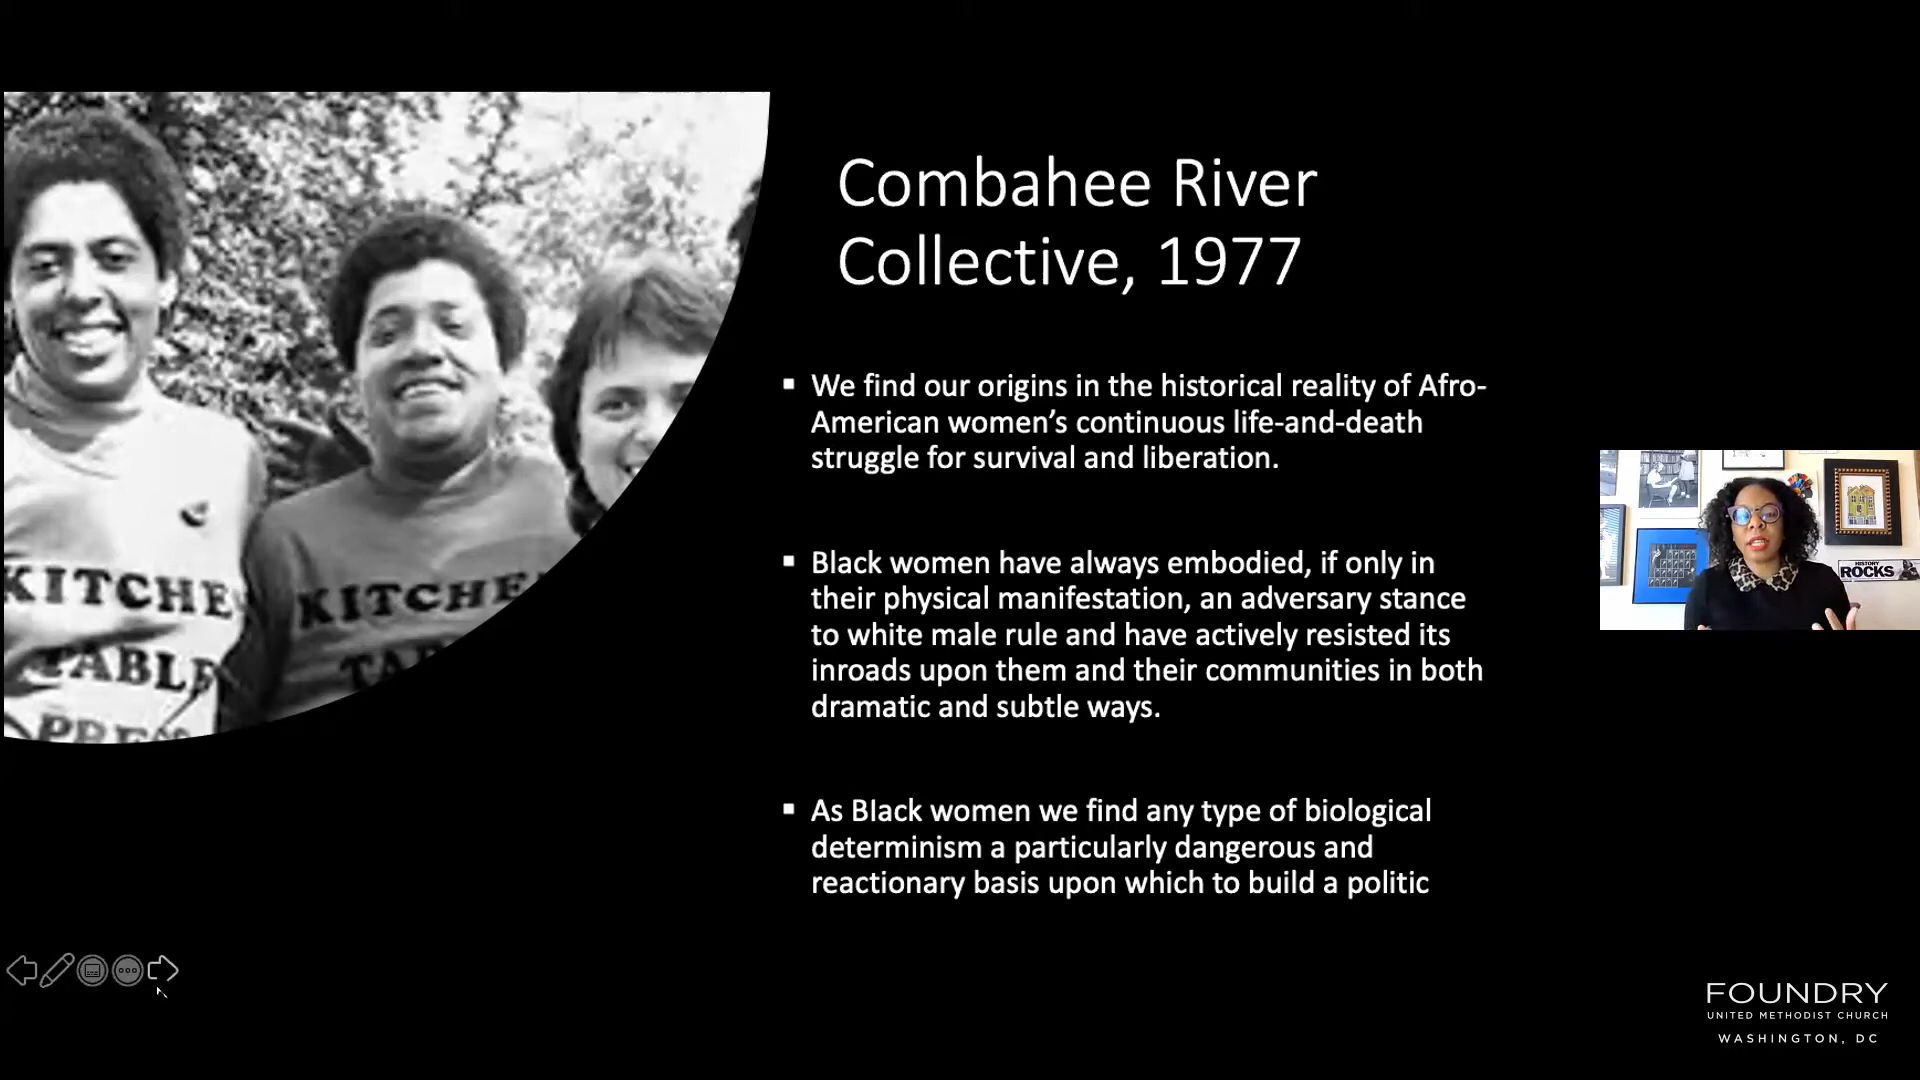 Combahee River
Collective, 1977
We find our origins in the historical reality of Afro-
American women's continuous life-and-death
struggle for survival and liberation.
Black women have always embodied, if only in
their physical manifestation, an adversary stance
to white male rule and have actively resisted its
inroads upon them and their communities in both
dramatic and subtle ways.
As Black women we find any type of biological
determinism a particularly dangerous and
reactionary basis upon which to build a politic
KITCHE
TABLE
PRESS
KITCHE
TAB
HISTORY
ROCKS
FOUNDRY
UNITED METHODIST CHURCH
WASHINGTON, DC